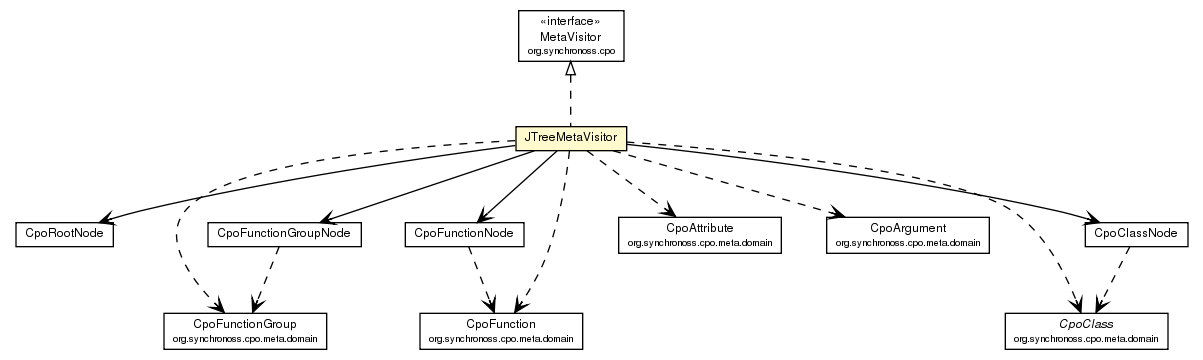 «interface»
MetaVisitor
org.synchronoss.cpo
JTreeMetaVisitor
CpoRootNode
CpoFunctionGroupNode
CpoFunctionNode
CpoAttribute
org.synchronoss.cpo.meta.domain
CpoArgument
org.synchronoss.cpo.meta.domain
CpoClassNode
CpoFunctionGroup
org.synchronoss.cpo.meta.domain
CpoFunction
org.synchronoss.cpo.meta.domain
CpoClass
org.synchronoss.cpo.meta.domain